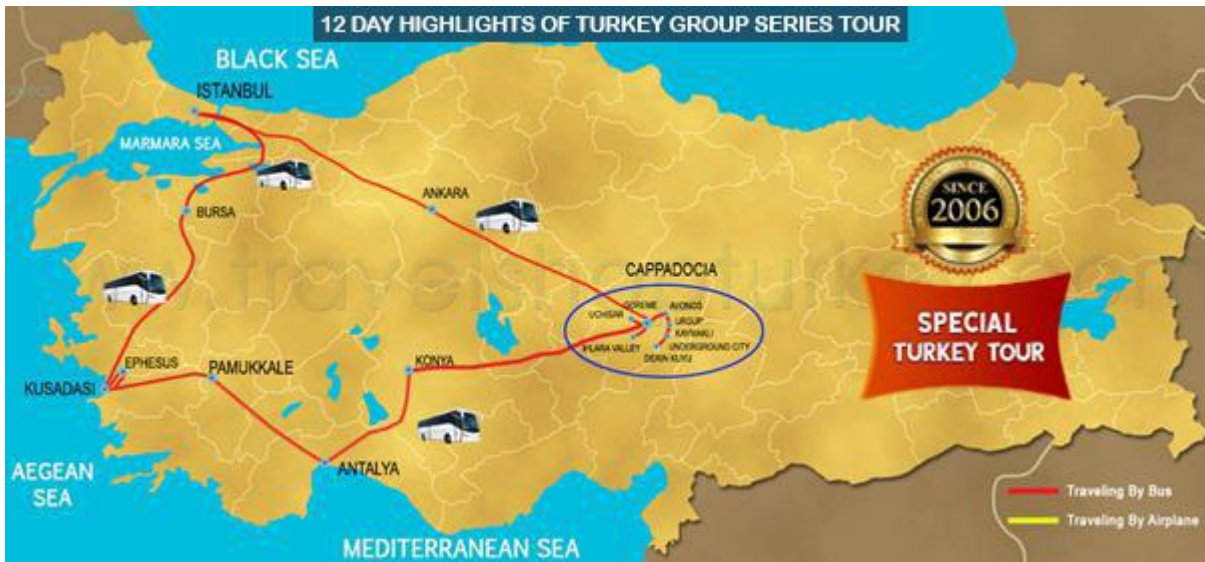 12 DAY HIGHLIGHTS OF TURKEY GROUP SERIES TOUR
BLACK SEA
ISTANBUL
MARMARA SEA
BURSA
ANKARA
SINCE
2006
CAPPADOCIA
GOREME
AVONOS
UCHISAR
URGUP
KAYMAKLI
IHLARA VALLEY
UNDERGROUND CITY
DERIN KUYU
SPECIAL
TURKEY TOUR
EPHESUS
PAMUKKALE
KONYA
KUSADASI
ANTALYA
AEGEAN
SEA
MEDITERRANEAN SEA
Traveling By Bus
Traveling By Airplane